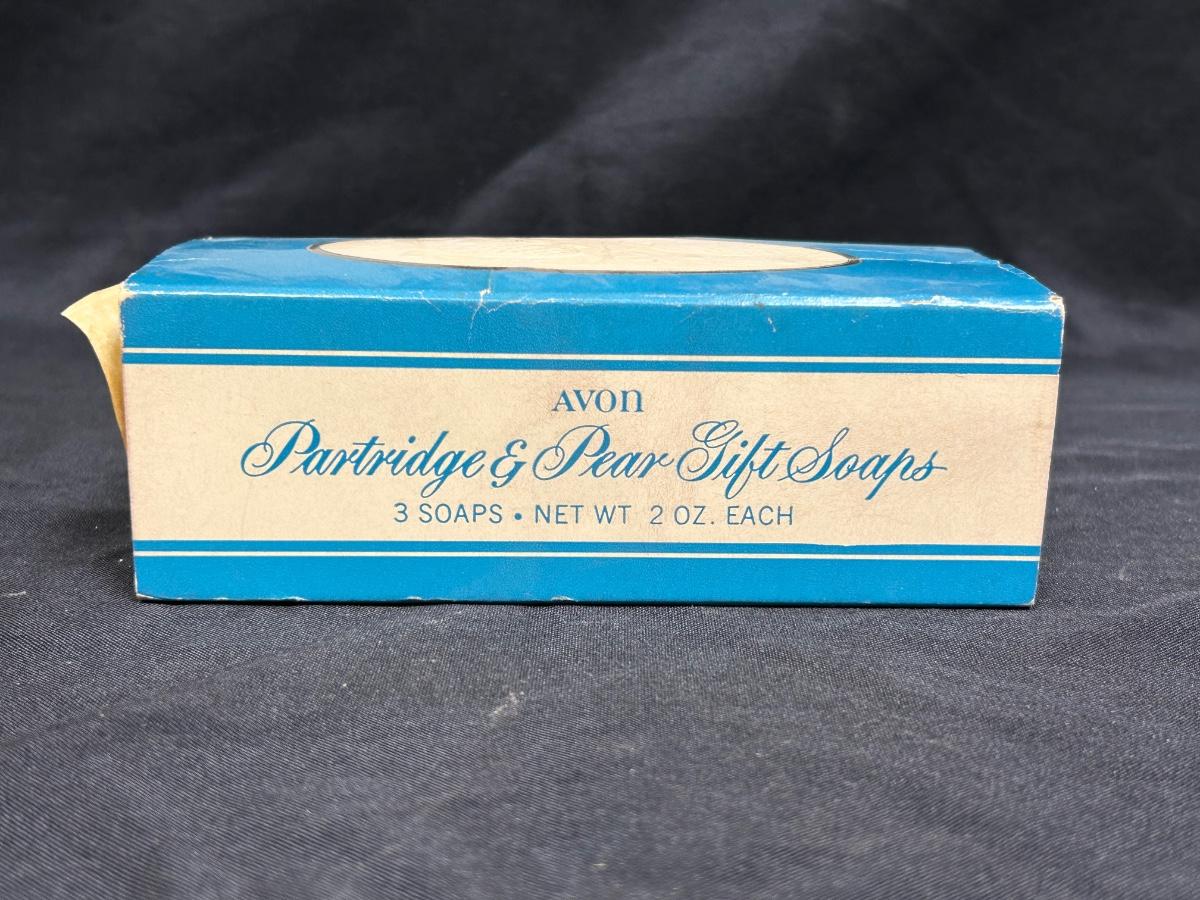 AVON
Partridge & Pear Gift Soaps
3 SOAPS • NET WT 2 OZ. EACH